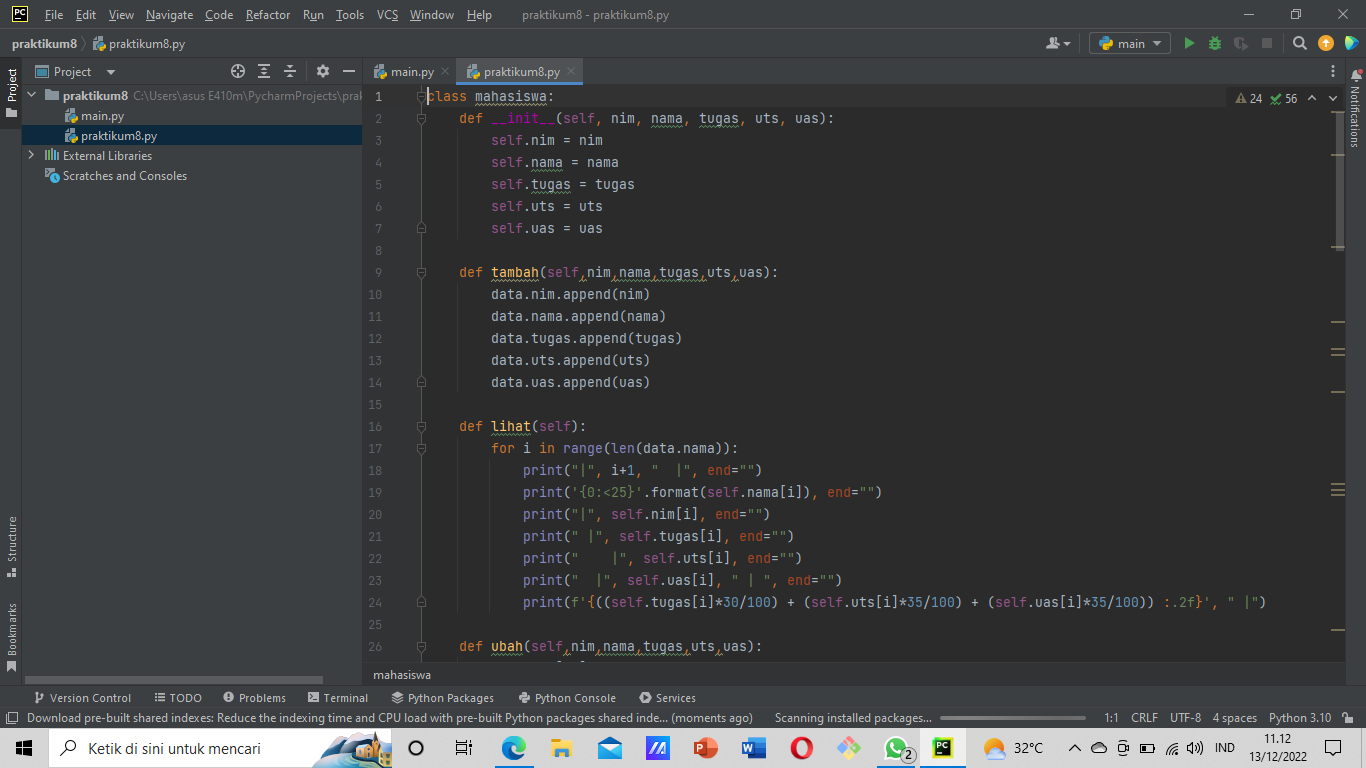 PC File Edit View Navigate Code Refactor Run Tools VCS Window Help praktikum8 - praktikum8.py
praktikum8 praktikum8.py main
Project main.py praktikum8.py
praktikum8 C:\Users\asus E410m\PycharmProjects\pra
main.py
praktikum8.py
External Libraries
Scratches and Consoles
Project
Structure
Bookmarks
Notifications
24 56
1 class mahasiswa:
2 def __init__(self, nim, nama, tugas, uts, uas):
3 self.nim = nim
4 self.nama = nama
5 self.tugas = tugas
6 self.uts = uts
7 self.uas = uas
8
9 def tambah(self,nim,nama,tugas,uts,uas):
10 data.nim.append(nim)
11 data.nama.append(nama)
12 data.tugas.append(tugas)
13 data.uts.append(uts)
14 data.uas.append(uas)
15
16 def lihat(self):
17 for i in range(len(data.nama)):
18 print("|", i+1, "  |", end="")
19 print('{0:<25}'.format(self.nama[i]), end="")
20 print("|", self.nim[i], end="")
21 print(" |", self.tugas[i], end="")
22 print("    |", self.uts[i], end="")
23 print("  |", self.uas[i], " | ", end="")
24 print(f'{((self.tugas[i]*30/100) + (self.uts[i]*35/100) + (self.uas[i]*35/100)) :.2f}', " |")
25
26 def ubah(self,nim,nama,tugas,uts,uas):
mahasiswa
Version Control TODO Problems Terminal Python Packages Python Console Services
Download pre-built shared indexes: Reduce the indexing time and CPU load with pre-built Python packages shared inde... (moments ago) Scanning installed packages... 1:1 CRLF UTF-8 4 spaces Python 3.10
Ketik di sini untuk mencari 2 PC 32°C IND 11.12
13/12/2022